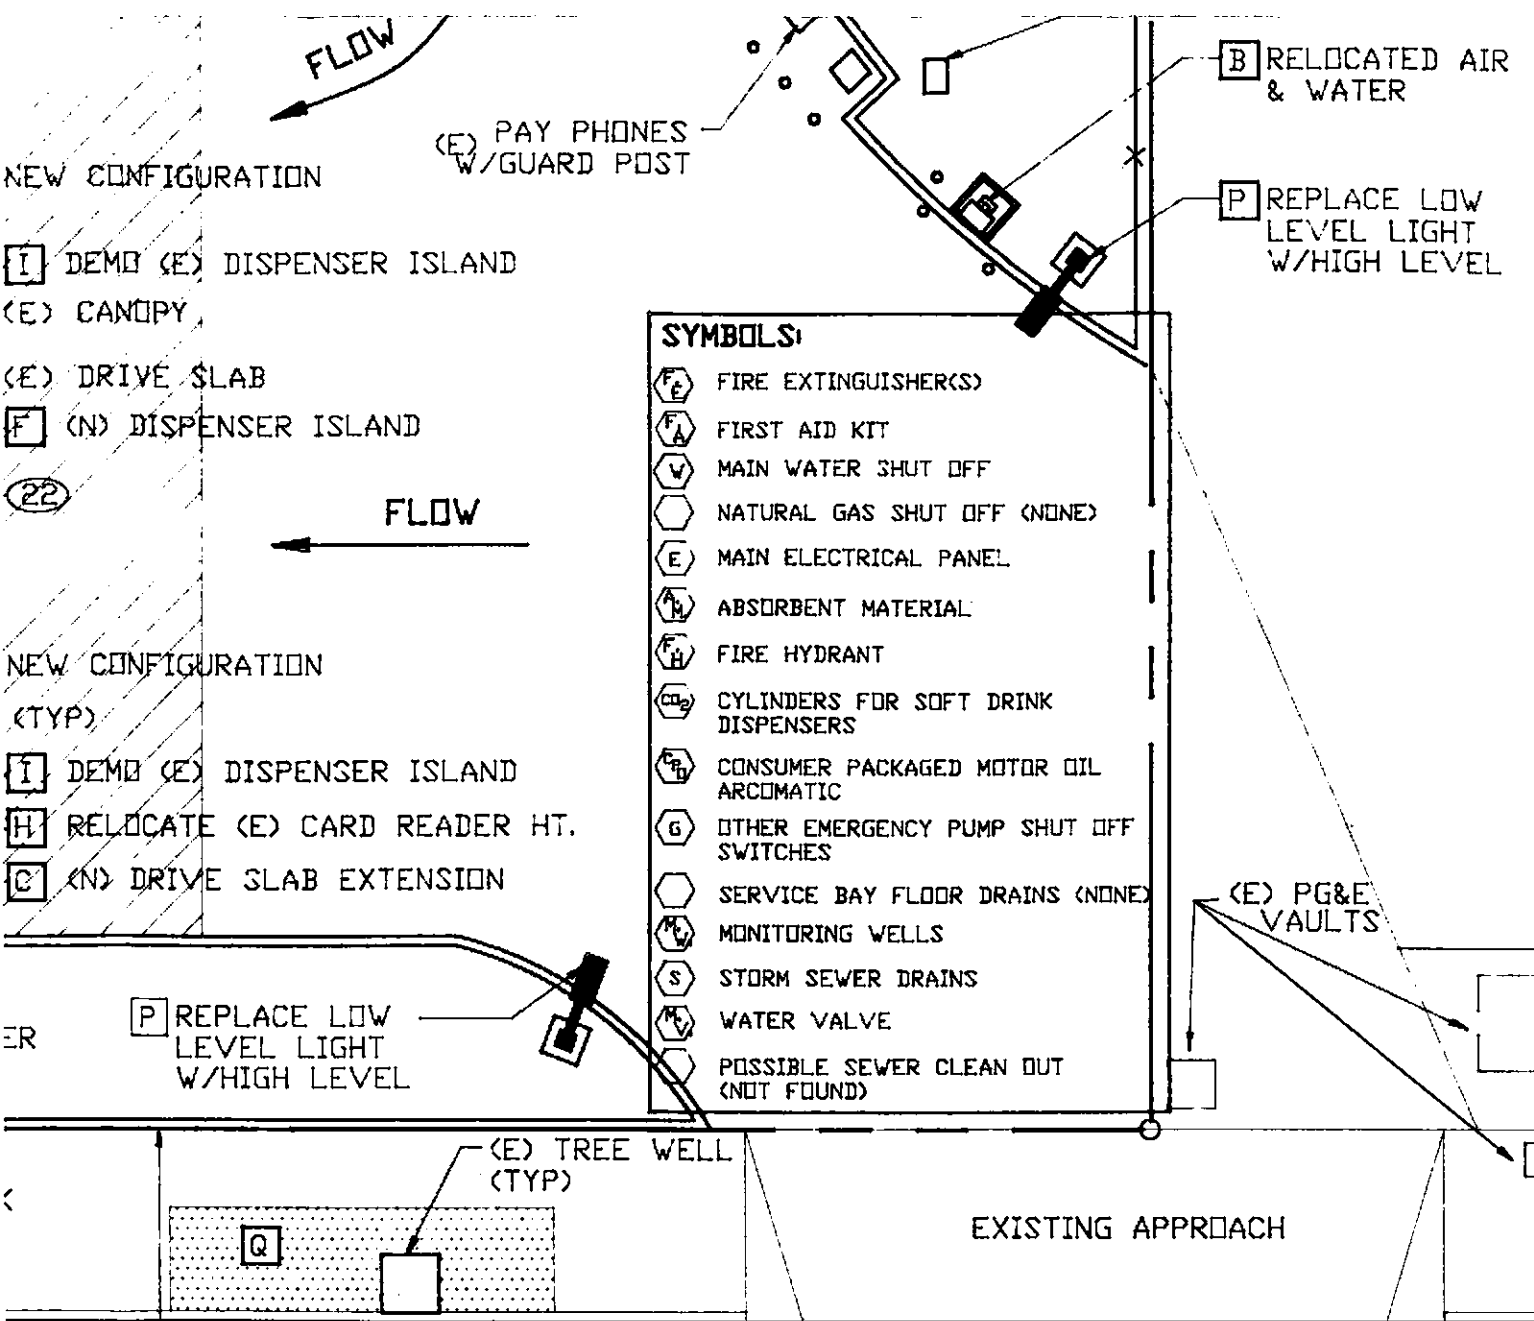 FLOW
(E) PAY PHONES
W/GUARD POST
B RELOCATED AIR
& WATER
P REPLACE LOW
LEVEL LIGHT
W/HIGH LEVEL
NEW CONFIGURATION
I DEMO (E) DISPENSER ISLAND
(E) CANOPY
(E) DRIVE SLAB
F (N) DISPENSER ISLAND
22
FLOW
NEW CONFIGURATION
(TYP)
I DEMO (E) DISPENSER ISLAND
H RELOCATE (E) CARD READER HT.
C (N) DRIVE SLAB EXTENSION
SYMBOLS:
FE FIRE EXTINGUISHER(S)
FA FIRST AID KIT
W MAIN WATER SHUT OFF
NATURAL GAS SHUT OFF (NONE)
E MAIN ELECTRICAL PANEL
AM ABSORBENT MATERIAL
FH FIRE HYDRANT
CO2 CYLINDERS FOR SOFT DRINK
DISPENSERS
CPO CONSUMER PACKAGED MOTOR OIL
ARCOMATIC
G OTHER EMERGENCY PUMP SHUT OFF
SWITCHES
SERVICE BAY FLOOR DRAINS (NONE)
MW MONITORING WELLS
S STORM SEWER DRAINS
WATER VALVE
POSSIBLE SEWER CLEAN OUT
(NOT FOUND)
(E) PG&E
VAULTS
P REPLACE LOW
LEVEL LIGHT
W/HIGH LEVEL
ER
(E) TREE WELL
(TYP)
Q
EXISTING APPROACH